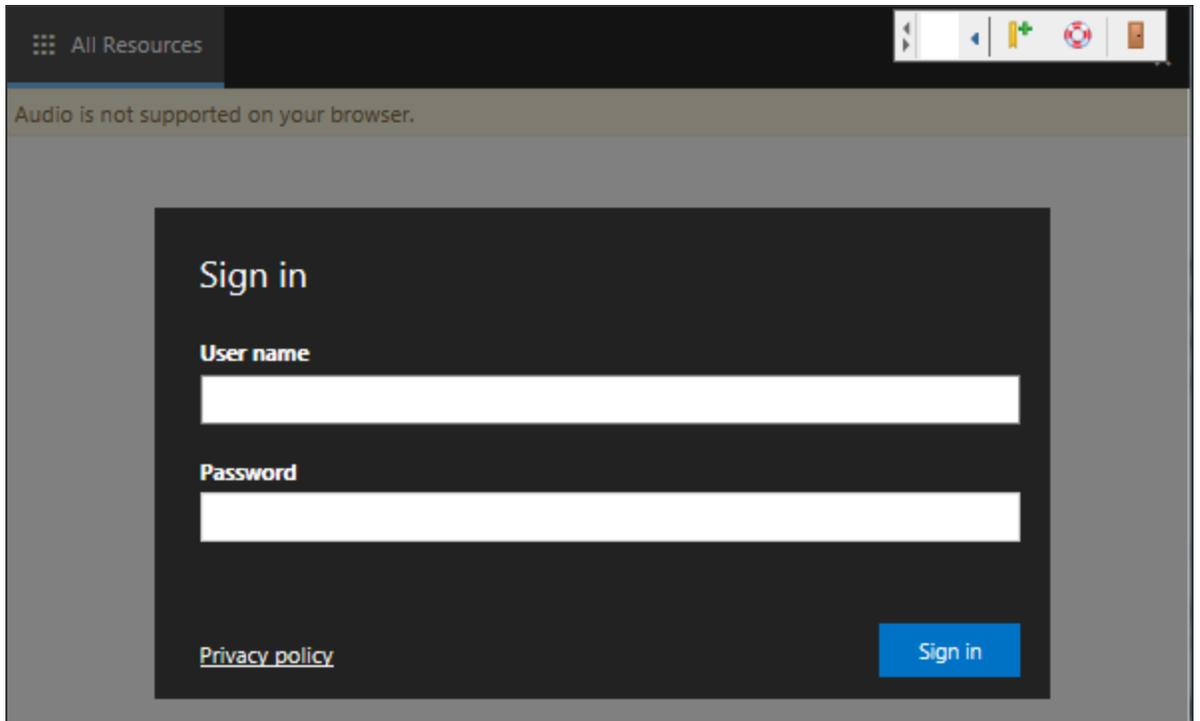 All Resources
Audio is not supported on your browser.
Sign in
User name
Password
Privacy policy
Sign in